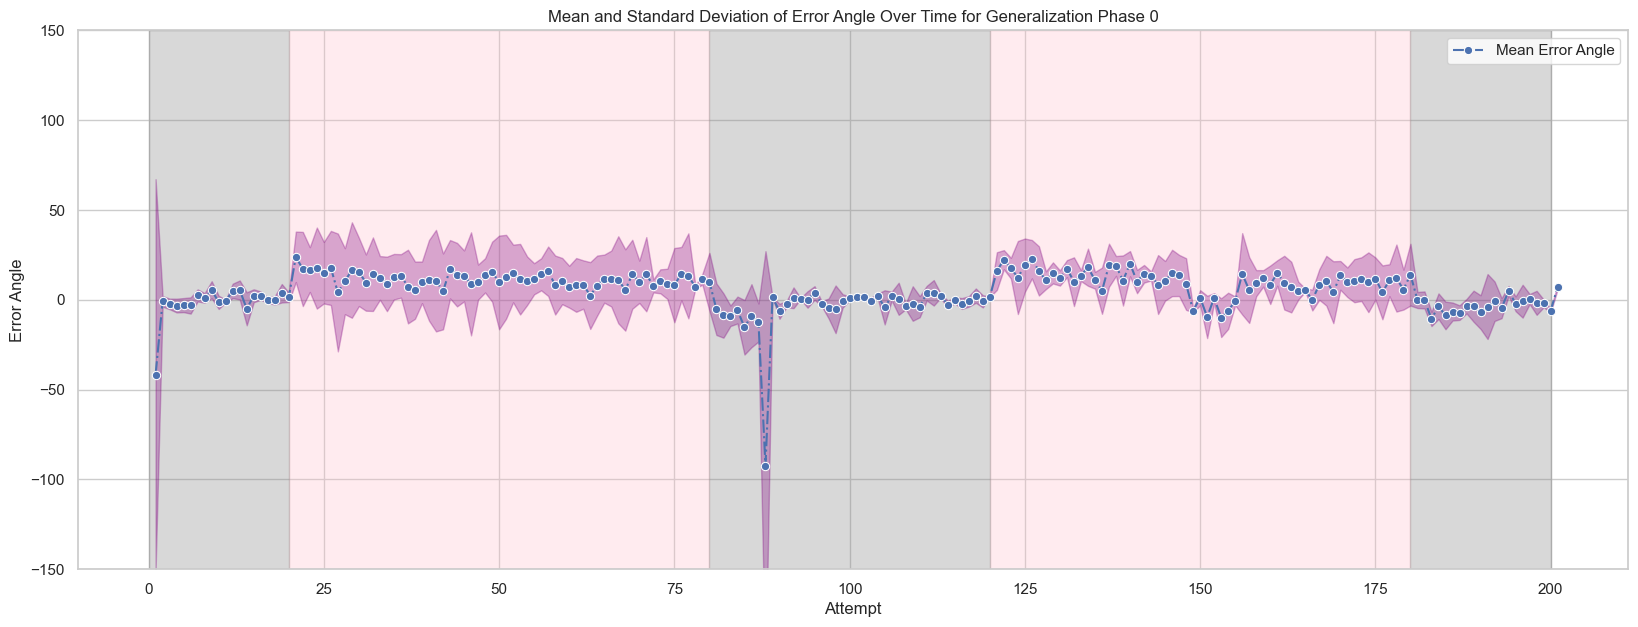 Mean and Standard Deviation of Error Angle Over Time for Generalization Phase 0
Mean Error Angle
Error Angle
150
100
50
0
−50
−100
−150
0 25 50 75 100 125 150 175 200
Attempt